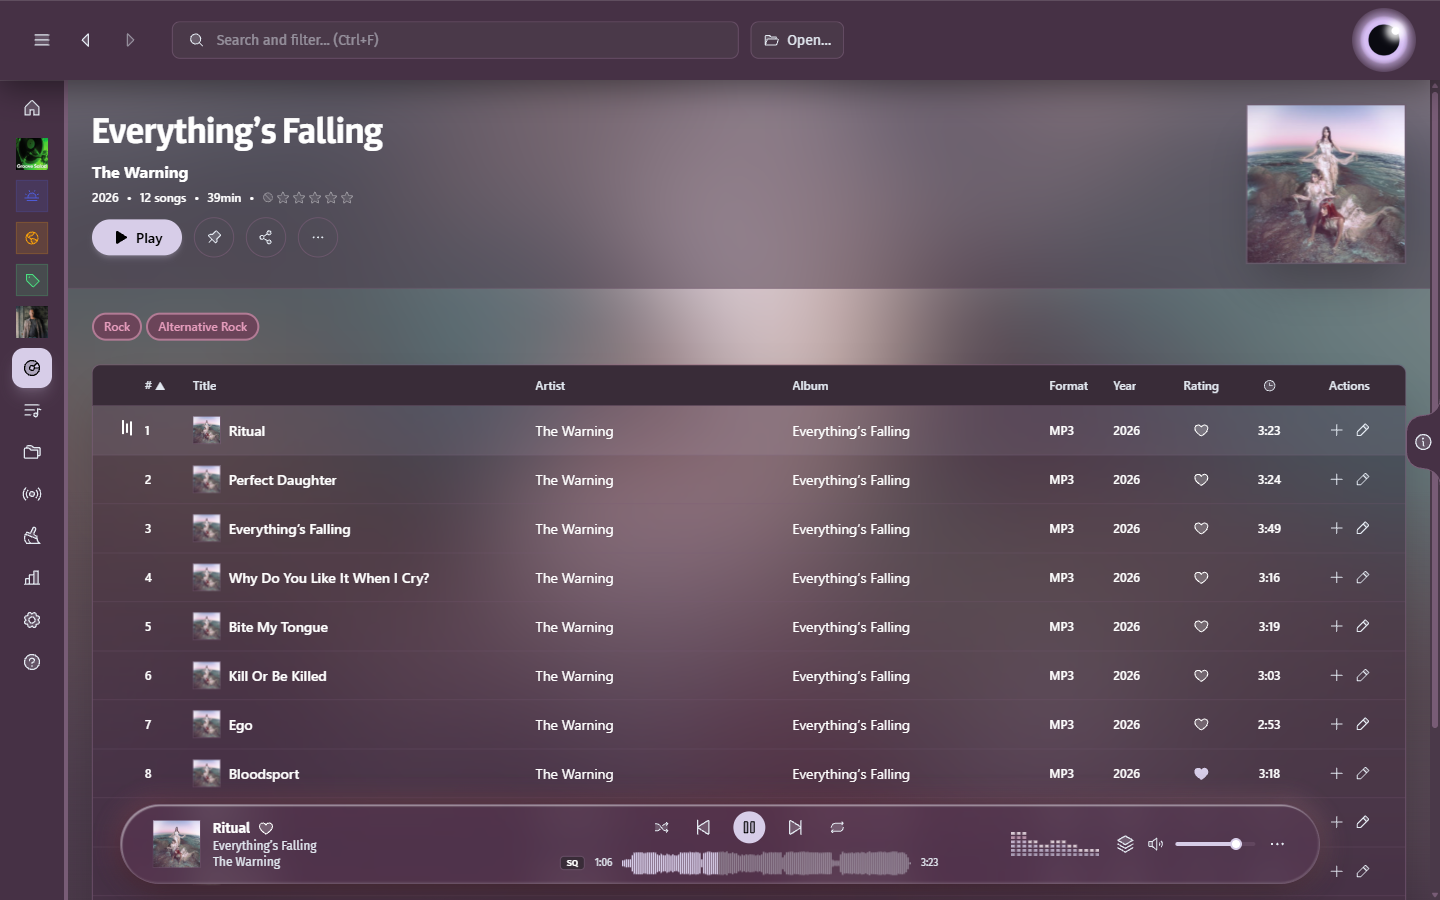 Search and filter... (Ctrl+F)
Open...
Everything's Falling
The Warning
2026 • 12 songs • 39min •
Play
Rock
Alternative Rock
# Title Artist Album Format Year Rating Actions
1 Ritual The Warning Everything's Falling MP3 2026 3:23
2 Perfect Daughter The Warning Everything's Falling MP3 2026 3:24
3 Everything's Falling The Warning Everything's Falling MP3 2026 3:49
4 Why Do You Like It When I Cry? The Warning Everything's Falling MP3 2026 3:16
5 Bite My Tongue The Warning Everything's Falling MP3 2026 3:19
6 Kill Or Be Killed The Warning Everything's Falling MP3 2026 3:03
7 Ego The Warning Everything's Falling MP3 2026 2:53
8 Bloodsport The Warning Everything's Falling MP3 2026 3:18
Ritual
Everything's Falling
The Warning
SQ 1:06 3:23